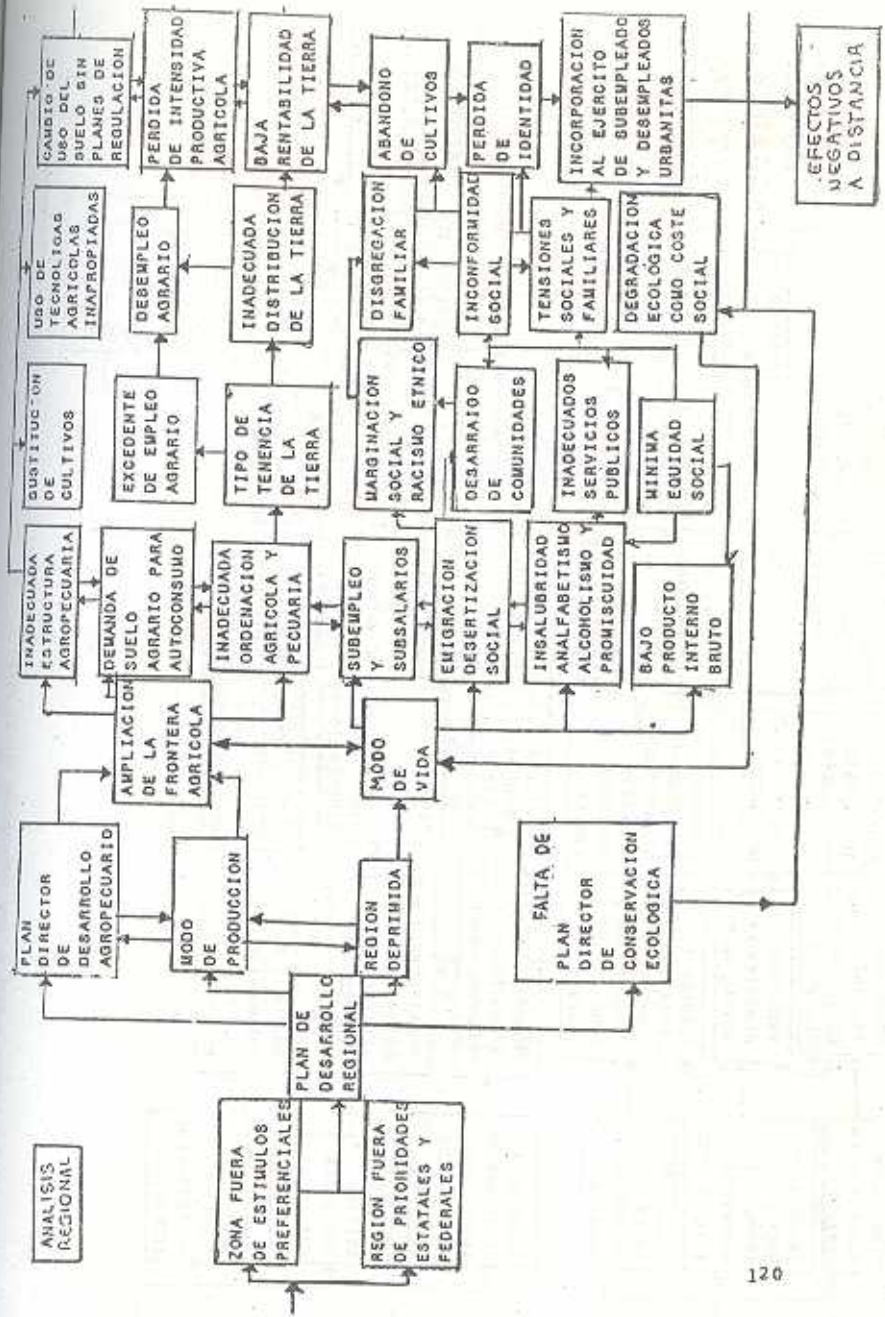 ANALISIS
REGIONAL
ZONA FUERA
DE ESTIMULOS
PREFERENCIALES
REGION FUERA
DE PRIORIDADES
ESTATALES Y
FEDERALES
PLAN DE
DESARROLLO
REGIONAL
PLAN
DIRECTOR
DE
DESARROLLO
AGROPECUARIO
MODO
DE
PRODUCCION
REGION
DEPRIMIDA
FALTA DE
PLAN
DIRECTOR
DE
CONSERVACION
ECOLOGICA
AMPLIACION
DE LA
FRONTERA
AGRICOLA
MODO
DE
VIDA
INADECUADA
ESTRUCTURA
AGROPECUARIA
DEMANDA DE
SUELO
AGRARIO PARA
AUTOCONSUMO
INADECUADA
ORDENACION
AGRICOLA Y
PECUARIA
SUBEMPLEO
Y
SUBSALARIOS
EMIGRACION
DESERTIZACION
SOCIAL
INSALUBRIDAD
ANALFABETISMO
ALCOHOLISMO Y
PROMISCUIDAD
BAJO
PRODUCTO
INTERNO
BRUTO
SUSTITUCION
DE
CULTIVOS
EXCEDENTE
DE EMPLEO
AGRARIO
TIPO DE
TENENCIA
DE LA
TIERRA
MARGINACION
SOCIAL Y
RACISMO ETNICO
DESARRAIGO
DE
COMUNIDADES
INADECUADOS
SERVICIOS
PUBLICOS
MINIMA
EQUIDAD
SOCIAL
USO DE
TECNOLIGAS
AGRICOLAS
INAPROPIADAS
DESEMPLEO
AGRARIO
INADECUADA
DISTRIBUCION
DE LA TIERRA
DISGREGACION
FAMILIAR
INCONFORMIDAD
SOCIAL
TENSIONES
SOCIALES Y
FAMILIARES
DEGRADACION
ECOLÓGICA
COMO COSTE
SOCIAL
CAMBIO DE
USO DEL
SUELO SIN
PLANES DE
REGULACION
PERDIDA
DE INTENSIDAD
PRODUCTIVA
AGRICOLA
BAJA
RENTABILIDAD
DE LA TIERRA
ABANDONO
DE
CULTIVOS
PERDIDA
DE
IDENTIDAD
INCORPORACION
AL EJERCITO
DE SUBEMPLEADO
Y DESEMPLEADOS
URBANITAS
EFECTOS
NEGATIVOS
A DISTANCIA
120